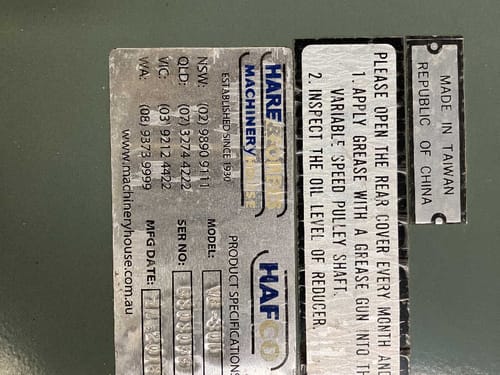 MADE IN TAIWAN
REPUBLIC OF CHINA
PLEASE OPEN THE REAR COVER EVERY MONTH AND
1. APPLY GREASE WITH A GREASE GUN INTO TH
VARIABLE SPEED PULLEY SHAFT.
2. INSPECT THE OIL LEVEL OF REDUCER.
HARE &
MACHINERY
ESTABLISHED SINCE 1930
NSW: (02) 9890 9111
QLD: (07) 3274 4222
VIC: (03) 9212 4422
WA: (08) 9373 9999
www.machineryhouse.com.au
HAFCO
PRODUCT SPECIFICATIONS
MODEL:
SER NO:
MFG DATE: